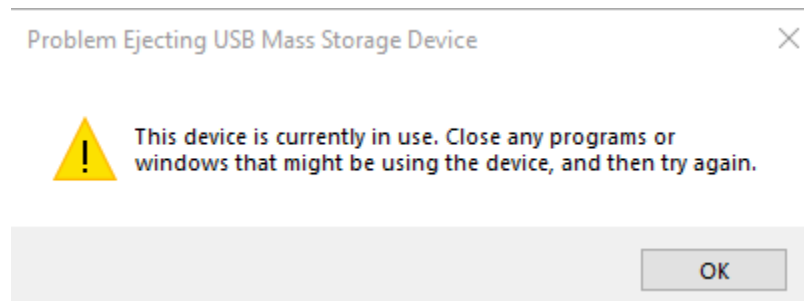 Problem Ejecting USB Mass Storage Device
This device is currently in use. Close any programs or
windows that might be using the device, and then try again.
OK